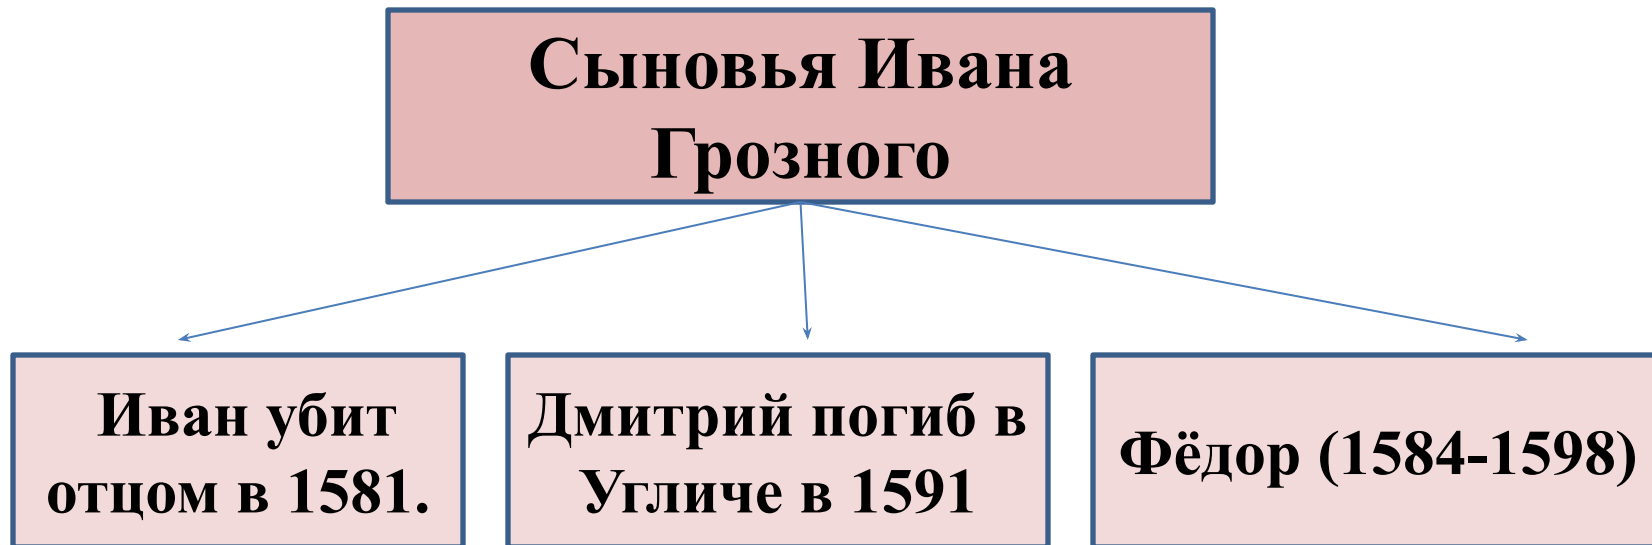 Сыновья Ивана
Грозного
Иван убит
отцом в 1581.
Дмитрий погиб в
Угличе в 1591
Фёдор (1584-1598)